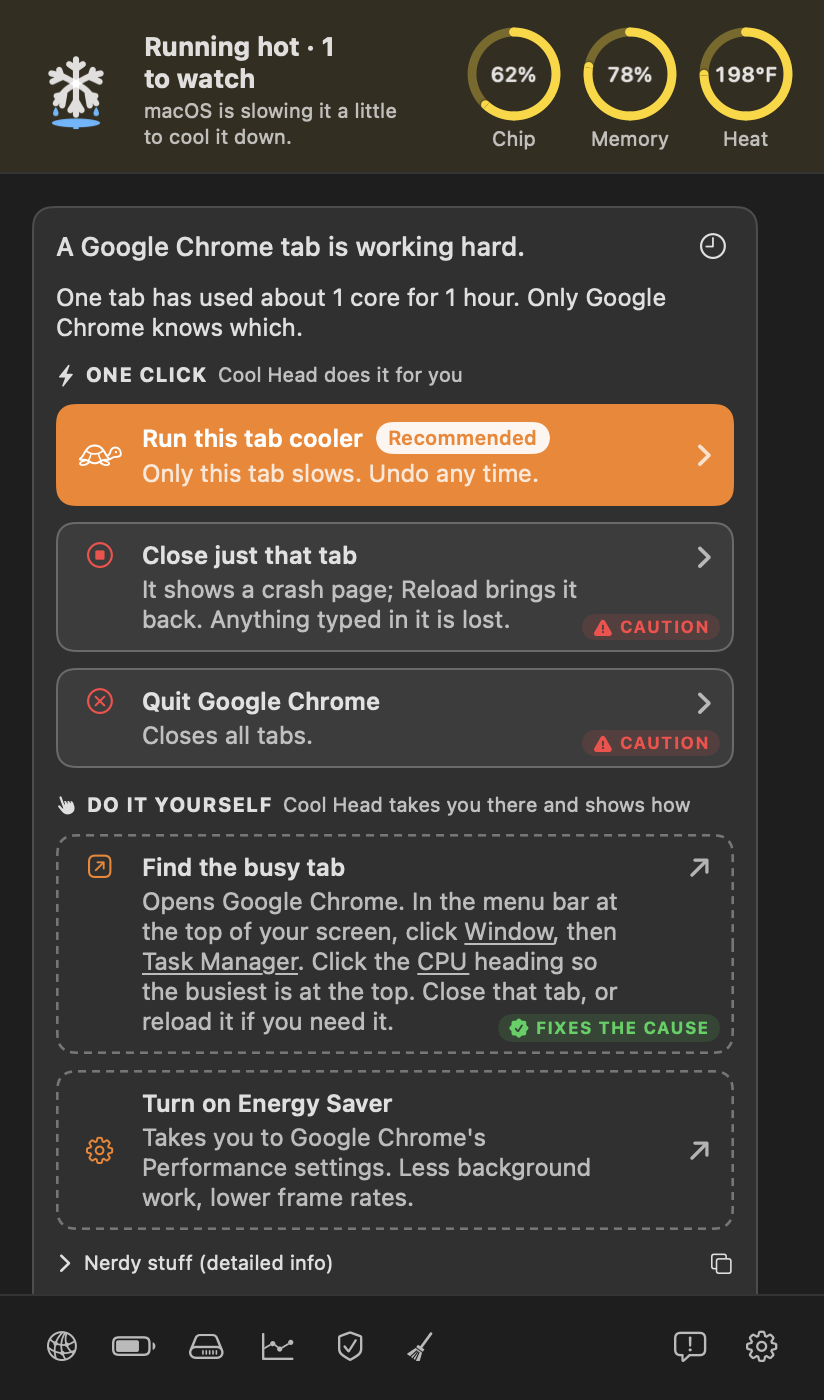 Running hot · 1
to watch
macOS is slowing it a little
to cool it down.
62%
78%
198°F
Chip
Memory
Heat
A Google Chrome tab is working hard.
One tab has used about 1 core for 1 hour. Only Google
Chrome knows which.
ONE CLICK Cool Head does it for you
Run this tab cooler Recommended
Only this tab slows. Undo any time.
Close just that tab
It shows a crash page; Reload brings it
back. Anything typed in it is lost.
CAUTION
Quit Google Chrome
Closes all tabs.
CAUTION
DO IT YOURSELF Cool Head takes you there and shows how
Find the busy tab
Opens Google Chrome. In the menu bar at
the top of your screen, click Window, then
Task Manager. Click the CPU heading so
the busiest is at the top. Close that tab, or
reload it if you need it.
FIXES THE CAUSE
Turn on Energy Saver
Takes you to Google Chrome's
Performance settings. Less background
work, lower frame rates.
Nerdy stuff (detailed info)